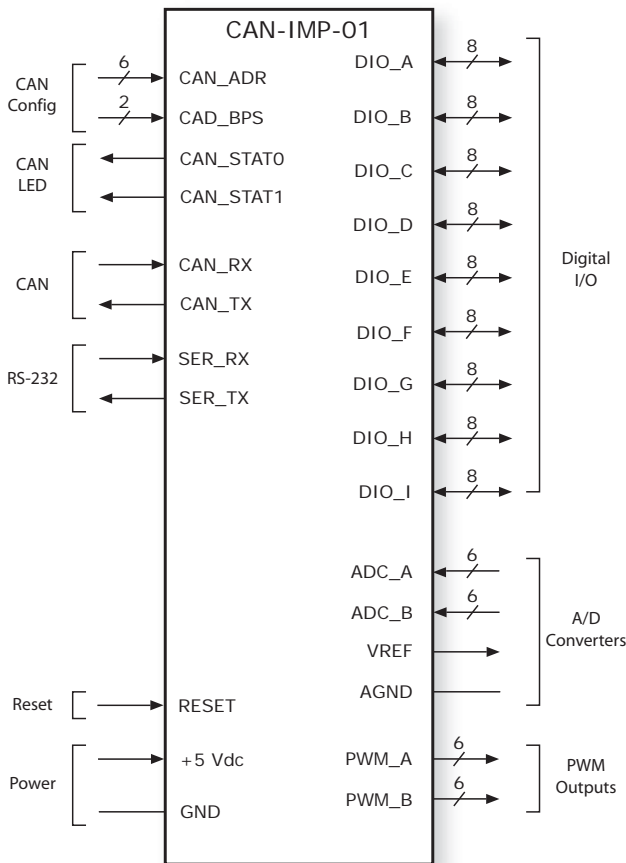 CAN-IMP-01
CAN
Config
6
CAN_ADR
2
CAD_BPS
CAN
LED
CAN_STAT0
CAN_STAT1
CAN
CAN_RX
CAN_TX
RS-232
SER_RX
SER_TX
Reset
RESET
Power
+5 Vdc
GND
DIO_A
8
DIO_B
8
DIO_C
8
DIO_D
8
DIO_E
8
DIO_F
8
DIO_G
8
DIO_H
8
DIO_I
8
Digital
I/O
ADC_A
6
ADC_B
6
VREF
AGND
A/D
Converters
PWM_A
6
PWM_B
6
PWM
Outputs